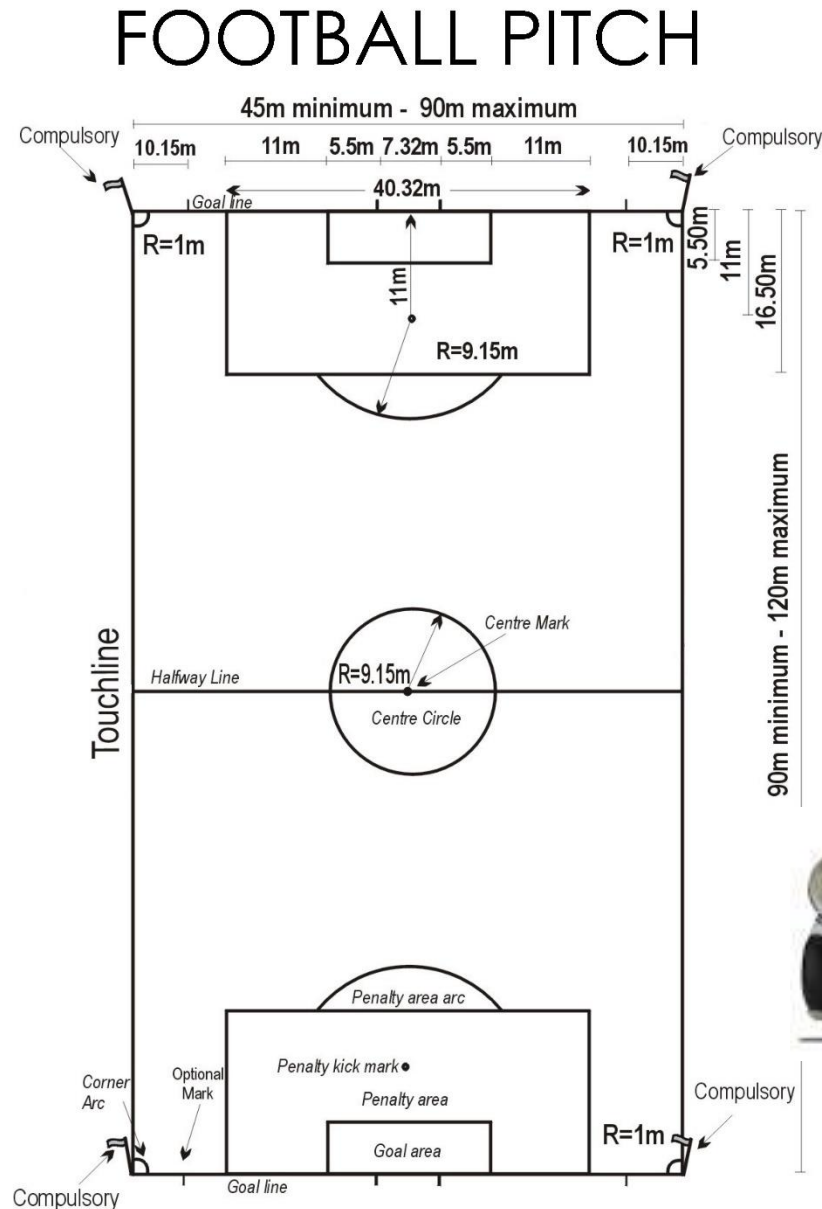 FOOTBALL PITCH
45m minimum - 90m maximum
Compulsory
Compulsory
10.15m 11m 5.5m 7.32m 5.5m 11m 10.15m
40.32m
Goal line
R=1m
R=1m
5.50m
11m
16.50m
11m
R=9.15m
90m minimum - 120m maximum
Touchline
Centre Mark
R=9.15m
Halfway Line
Centre Circle
Penalty area arc
Penalty kick mark
Penalty area
Goal area
Corner
Arc
Optional
Mark
R=1m
Compulsory
Compulsory
Goal line